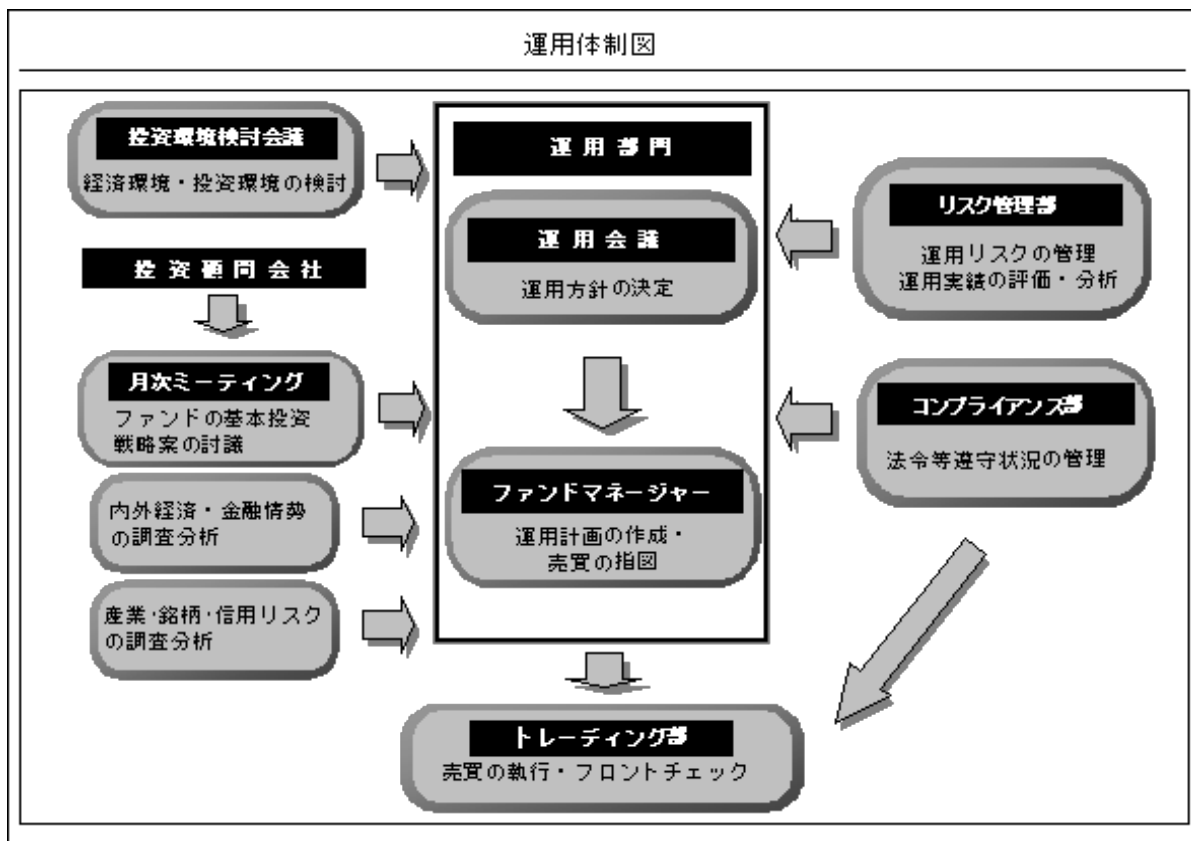 運用体制図
投資環境検討会議
経済環境・投資環境の検討
投資顧問会社
月次ミーティング
ファンドの基本投資
戦略案の討議
内外経済・金融情勢
の調査分析
産業・銘柄・信用リスク
の調査分析
運用部門
運用会議
運用方針の決定
ファンドマネージャー
運用計画の作成・
売買の指図
リスク管理部
運用リスクの管理
運用実績の評価・分析
コンプライアンス部
法令等遵守状況の管理
トレーディング部
売買の執行・フロントチェック